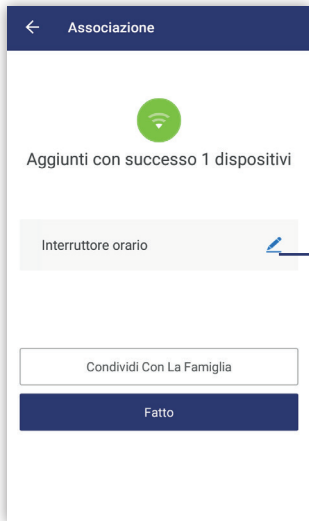 Associazione
Aggiunti con successo 1 dispositivi
Interruttore orario
Condividi Con La Famiglia
Fatto